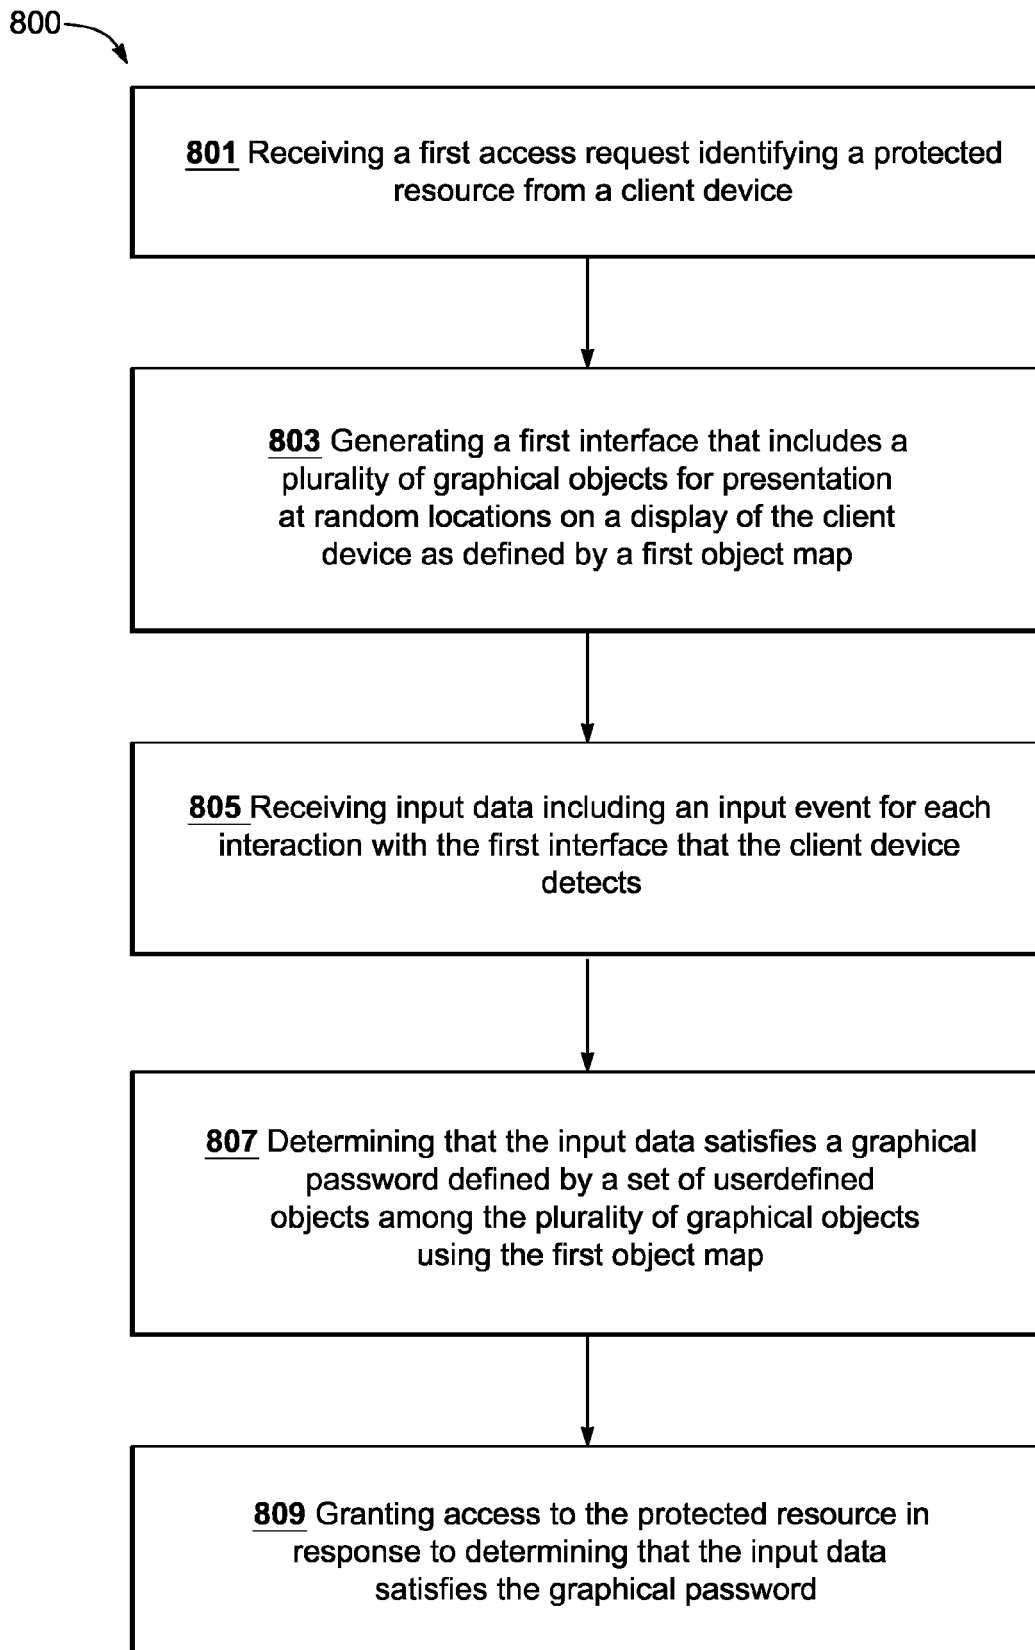 800
801 Receiving a first access request identifying a protected
resource from a client device
803 Generating a first interface that includes a
plurality of graphical objects for presentation
at random locations on a display of the client
device as defined by a first object map
805 Receiving input data including an input event for each
interaction with the first interface that the client device
detects
807 Determining that the input data satisfies a graphical
password defined by a set of userdefined
objects among the plurality of graphical objects
using the first object map
809 Granting access to the protected resource in
response to determining that the input data
satisfies the graphical password